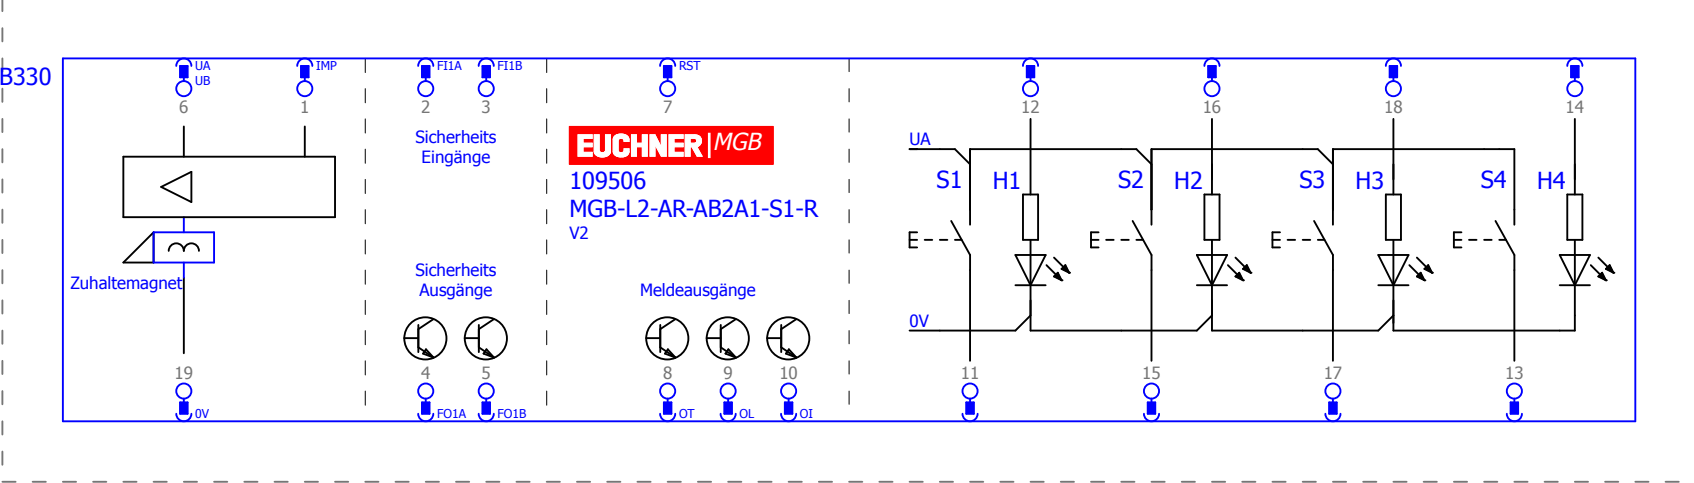 B330
UA
UB
IMP
FI1A
FI1B
RST
6
1
2
3
7
12
16
18
14
Sicherheits
Eingänge
EUCHNER|MGB
109506
MGB-L2-AR-AB2A1-S1-R
V2
UA
S1
H1
S2
H2
S3
H3
S4
H4
Zuhaltemagnet
Sicherheits
Ausgänge
Meldeausgänge
0V
19
4
5
8
9
10
11
15
17
13
0V
FO1A
FO1B
OT
OL
OI